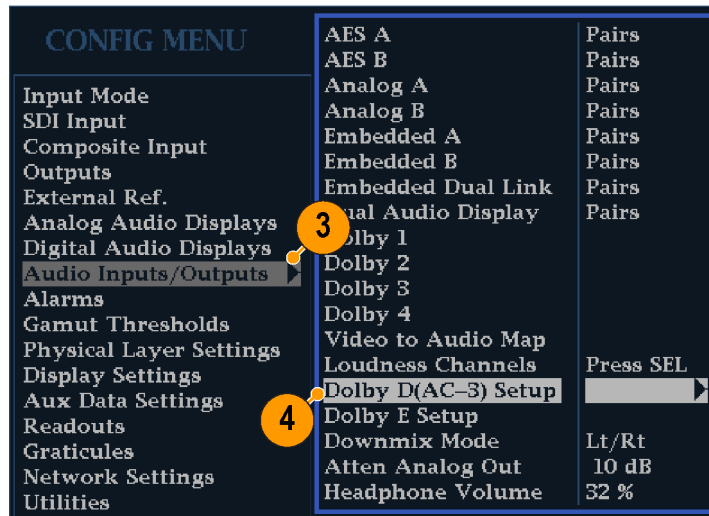 CONFIG MENU
Input Mode
SDI Input
Composite Input
Outputs
External Ref.
Analog Audio Displays
Digital Audio Displays
Audio Inputs/Outputs
Alarms
Gamut Thresholds
Physical Layer Settings
Display Settings
Aux Data Settings
Readouts
Graticules
Network Settings
Utilities
3
4
AES A Pairs
AES B Pairs
Analog A Pairs
Analog B Pairs
Embedded A Pairs
Embedded B Pairs
Embedded Dual Link Pairs
Audio Display Pairs
Dolby 1
Dolby 2
Dolby 3
Dolby 4
Video to Audio Map
Loudness Channels Press SEL
Dolby D(AC–3) Setup
Dolby E Setup
Downmix Mode Lt/Rt
Atten Analog Out 10 dB
Headphone Volume 32 %